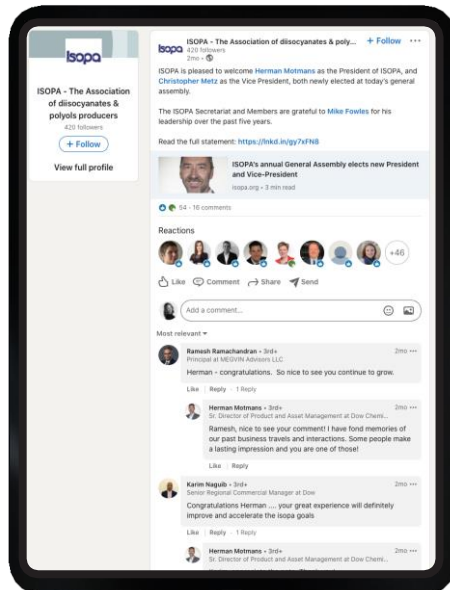 isopa
ISOPA - The Association
of diisocyanates &
polyols producers
420 followers
+ Follow
View full profile
isopa
ISOPA - The Association of diisocyanates & poly...
+ Follow
420 followers
2mo •
ISOPA is pleased to welcome Herman Motmans as the President of ISOPA, and
Christopher Metz as the Vice President, both newly elected at today's general
assembly.
The ISOPA Secretariat and Members are grateful to Mike Fowles for his
leadership over the past five years.
Read the full statement: https://lnkd.in/gy7xFN8
ISOPA's annual General Assembly elects new President
and Vice-President
isopa.org • 3 min read
54 • 16 comments
Reactions
+46
Like Comment Share Send
Add a comment...
Most relevant
Ramesh Ramachandran • 3rd+ 2mo
Principal at MEGVIN Advisors LLC
Herman - congratulations. So nice to see you continue to grow.
Like | Reply · 1 Reply
Herman Motmans • 3rd+ 2mo
Sr. Director of Product and Asset Management at Dow Chemi...
Ramesh, nice to see your comment! I have fond memories of
our past business travels and interactions. Some people make
a lasting impression and you are one of those!
Like | Reply
Karim Naguib • 3rd+ 2mo
Senior Regional Commercial Manager at Dow
Congratulations Herman .... your great experience will definitely
improve and accelerate the isopa goals
Like | Reply · 1 Reply
Herman Motmans • 3rd+ 2mo
Sr. Director of Product and Asset Management at Dow Chemi...